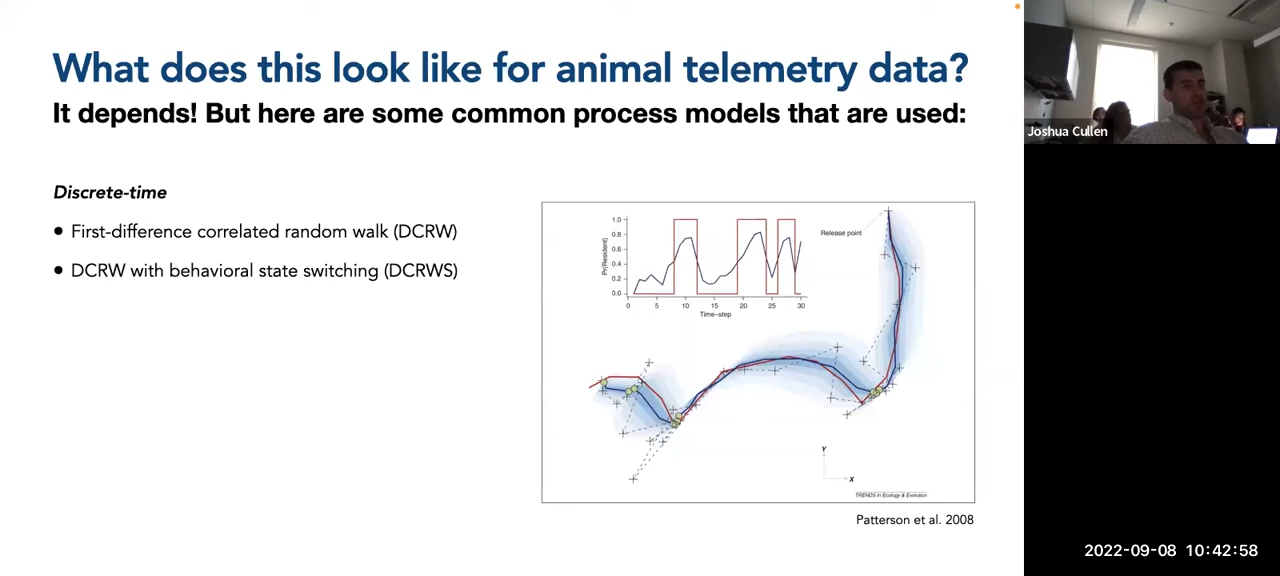 What does this look like for animal telemetry data?
It depends! But here are some common process models that are used:
Joshua Cullen
Discrete-time
• First-difference correlated random walk (DCRW)
• DCRW with behavioral state switching (DCRWS)
Pr(Resident)
1.0
0.8
0.6
0.4
0.2
0.0
0 5 10 15 20 25 30
Time–step
Release point
Y
X
TRENDS in Ecology & Evolution
Patterson et al. 2008
2022-09-08 10:42:58